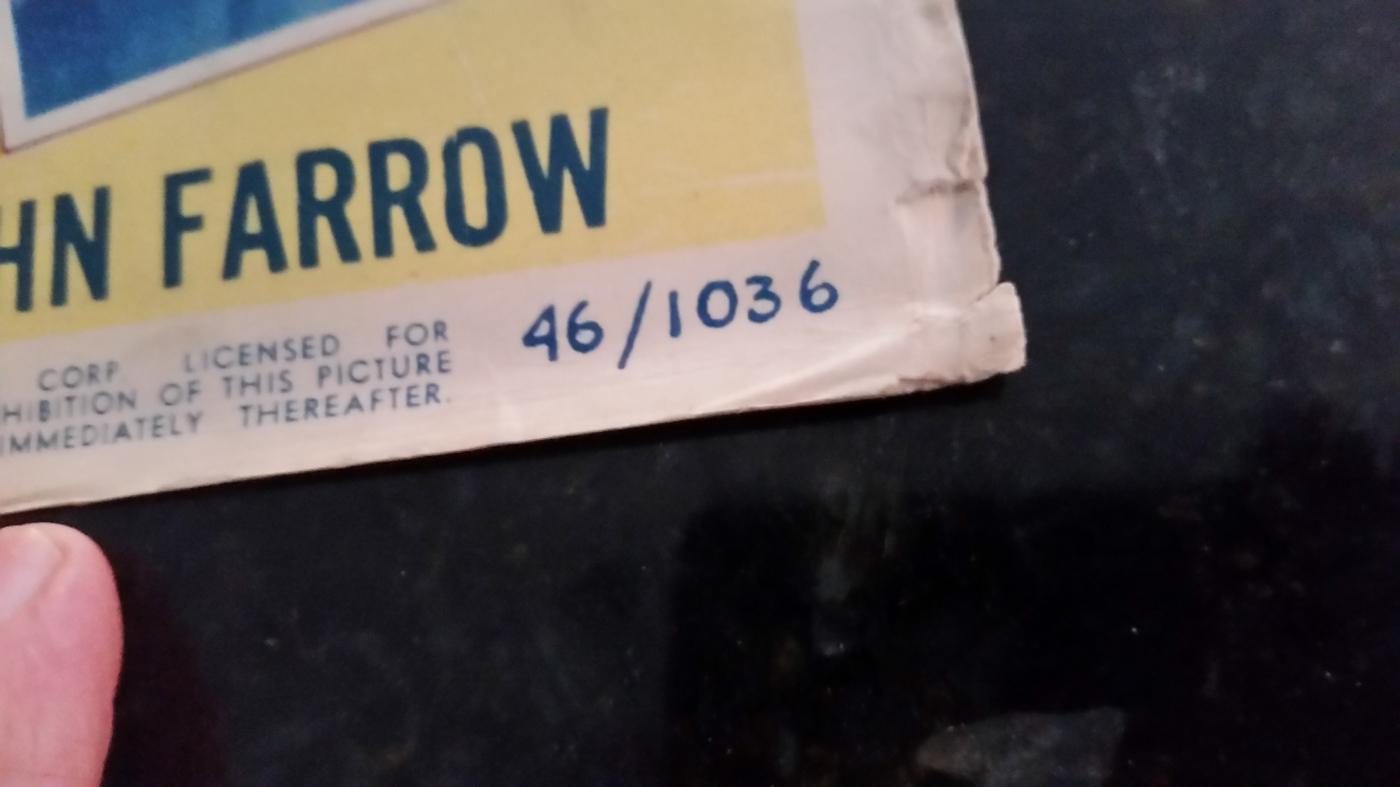 HN FARROW
CORP. LICENSED FOR
HIBITION OF THIS PICTURE
IMMEDIATELY THEREAFTER.
46/1036